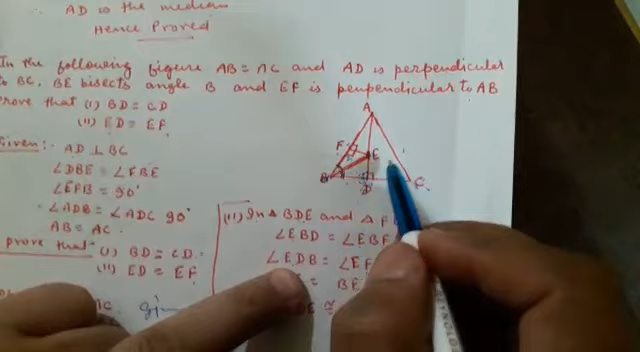 AD is the median
Hence Proved
In the following figure AB = AC and AD is perpendicular
to BC. BE bisects angle B and EF is perpendicular to AB
prove that (i) BD = CD
(ii) ED = EF
Given:- AD ⊥ BC
∠DBE = ∠FBE
∠EFB = 90°
∠ADB = ∠ADC 90°
AB = AC
prove that (i) BD = CD
(ii) ED = EF
A
F
E
B
D
C
(ii) In △ BDE and △ F
∠EBD = ∠EBF
∠EDB = ∠EF
= BE
≅